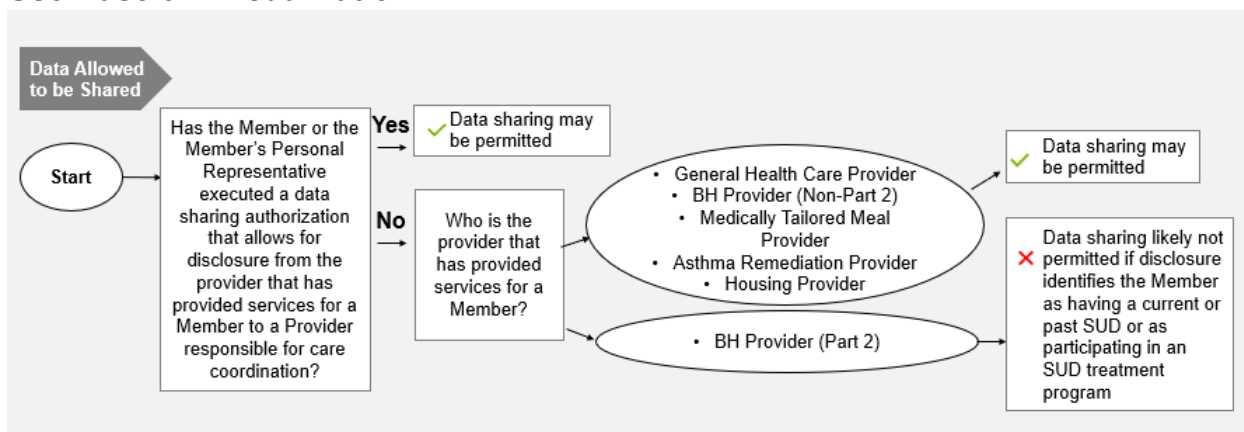 Data Allowed
to be Shared
Start
Has the Member or the
Member's Personal
Representative
executed a data
sharing authorization
that allows for
disclosure from the
provider that has
provided services for a
Member to a Provider
responsible for care
coordination?
Yes
Data sharing may
be permitted
No
Who is the
provider that
has provided
services for a
Member?
• General Health Care Provider
• BH Provider (Non-Part 2)
• Medically Tailored Meal
Provider
• Asthma Remediation Provider
• Housing Provider
Data sharing may
be permitted
• BH Provider (Part 2)
Data sharing likely not
permitted if disclosure
identifies the Member
as having a current or
past SUD or as
participating in an
SUD treatment
program